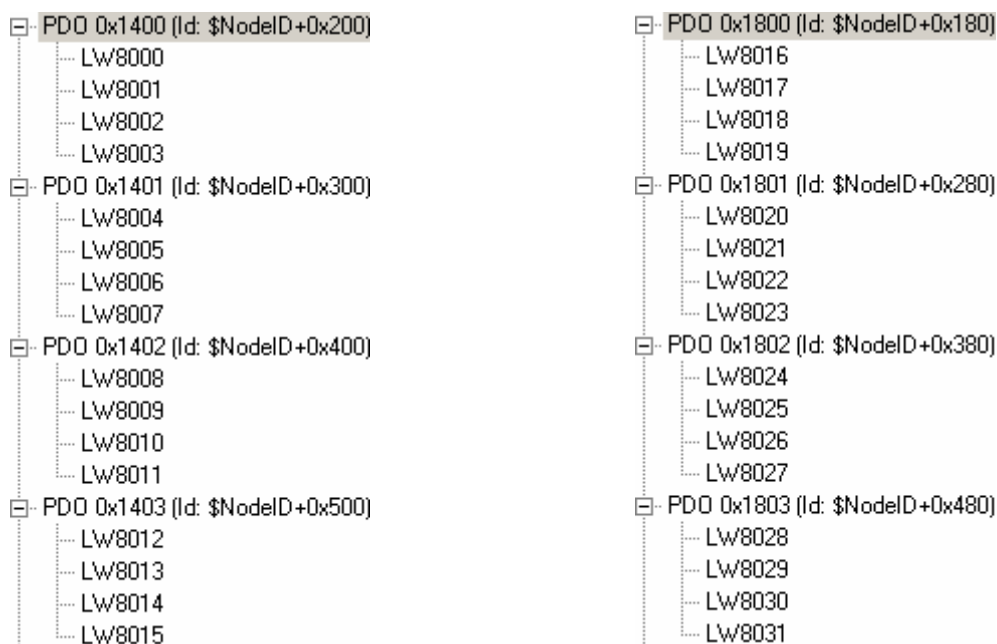 PDO 0x1400 (Id: $NodeID+0x200)
LW8000
LW8001
LW8002
LW8003
PDO 0x1401 (Id: $NodeID+0x300)
LW8004
LW8005
LW8006
LW8007
PDO 0x1402 (Id: $NodeID+0x400)
LW8008
LW8009
LW8010
LW8011
PDO 0x1403 (Id: $NodeID+0x500)
LW8012
LW8013
LW8014
LW8015
PDO 0x1800 (Id: $NodeID+0x180)
LW8016
LW8017
LW8018
LW8019
PDO 0x1801 (Id: $NodeID+0x280)
LW8020
LW8021
LW8022
LW8023
PDO 0x1802 (Id: $NodeID+0x380)
LW8024
LW8025
LW8026
LW8027
PDO 0x1803 (Id: $NodeID+0x480)
LW8028
LW8029
LW8030
LW8031